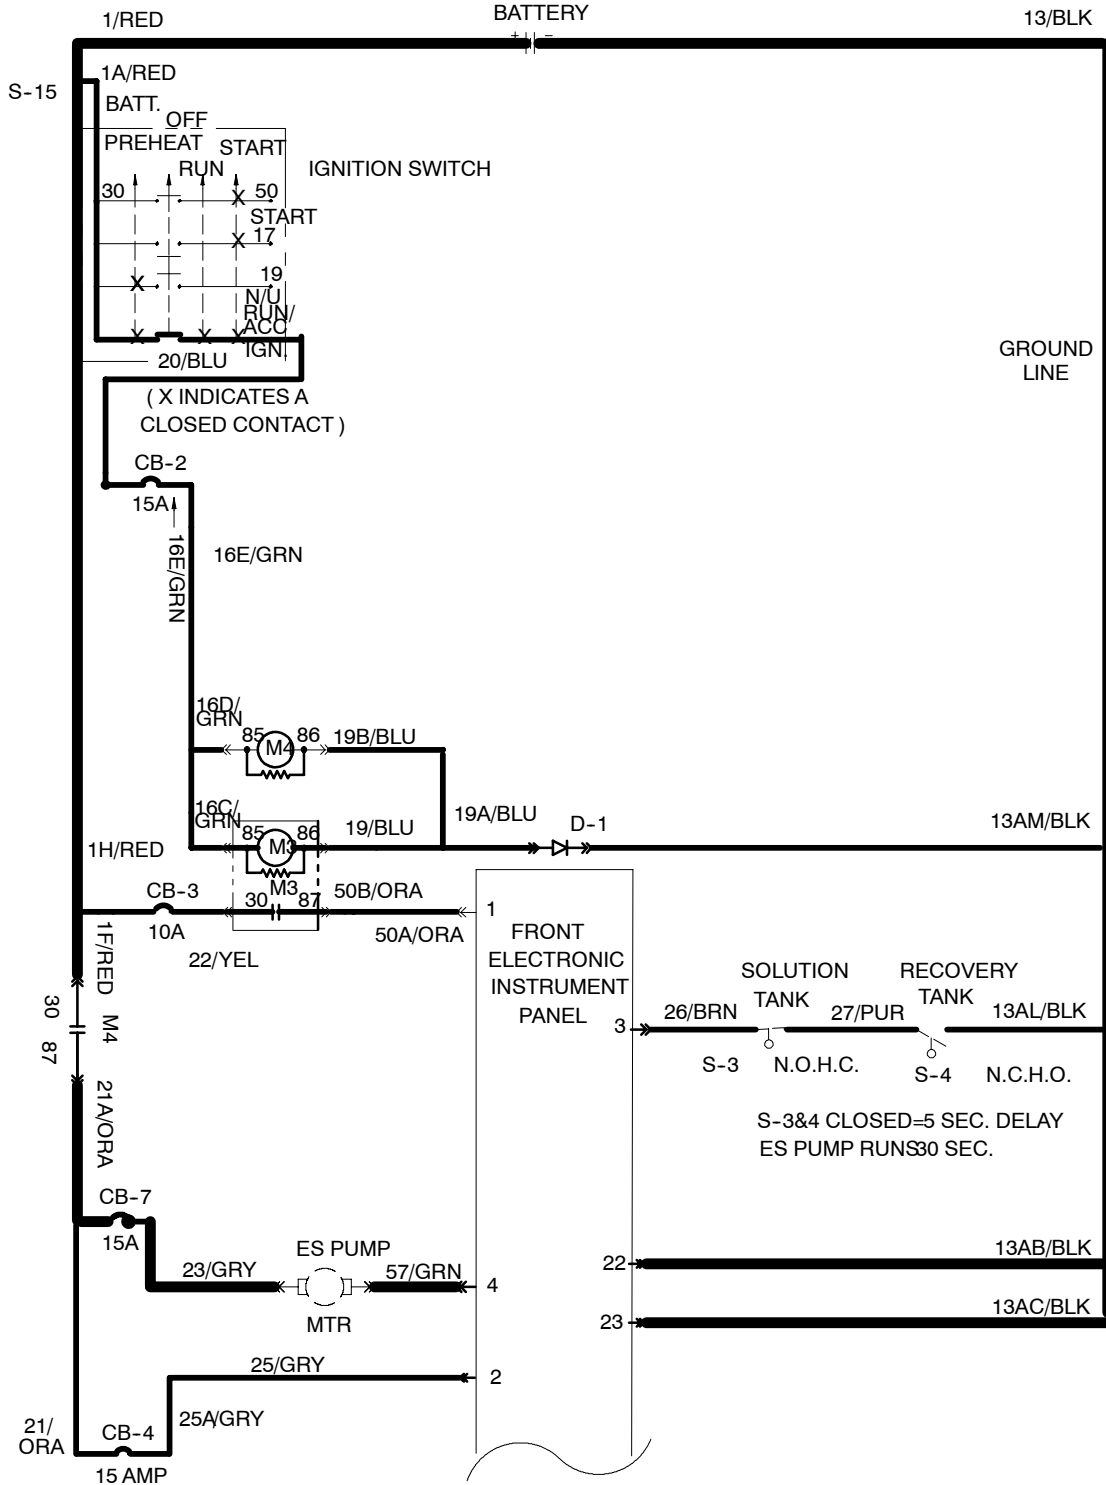 1/RED
BATTERY
13/BLK
+ −
1A/RED
S-15
BATT.
OFF
PREHEAT
START
RUN
IGNITION SWITCH
30
X 50
START
X 17
X
19
N/U
RUN/
ACC
X X X
IGN.
20/BLU
GROUND
LINE
( X INDICATES A
CLOSED CONTACT )
CB-2
15A
16E/GRN
16E/GRN
16D/
GRN
85
M4
86
19B/BLU
16C/
GRN
85
M3
86
19/BLU
19A/BLU
D-1
13AM/BLK
1H/RED
CB-3
10A
M3
30
87
50B/ORA
50A/ORA
22/YEL
1
FRONT
ELECTRONIC
INSTRUMENT
PANEL
1F/RED
30
M4
87
21A/ORA
3
26/BRN
SOLUTION
TANK
27/PUR
RECOVERY
TANK
13AL/BLK
S-3
N.O.H.C.
S-4
N.C.H.O.
S-3&4 CLOSED=5 SEC. DELAY
ES PUMP RUNS30 SEC.
CB-7
15A
23/GRY
ES PUMP
MTR
57/GRN
4
22
13AB/BLK
23
13AC/BLK
25/GRY
2
25A/GRY
21/
ORA
CB-4
15 AMP